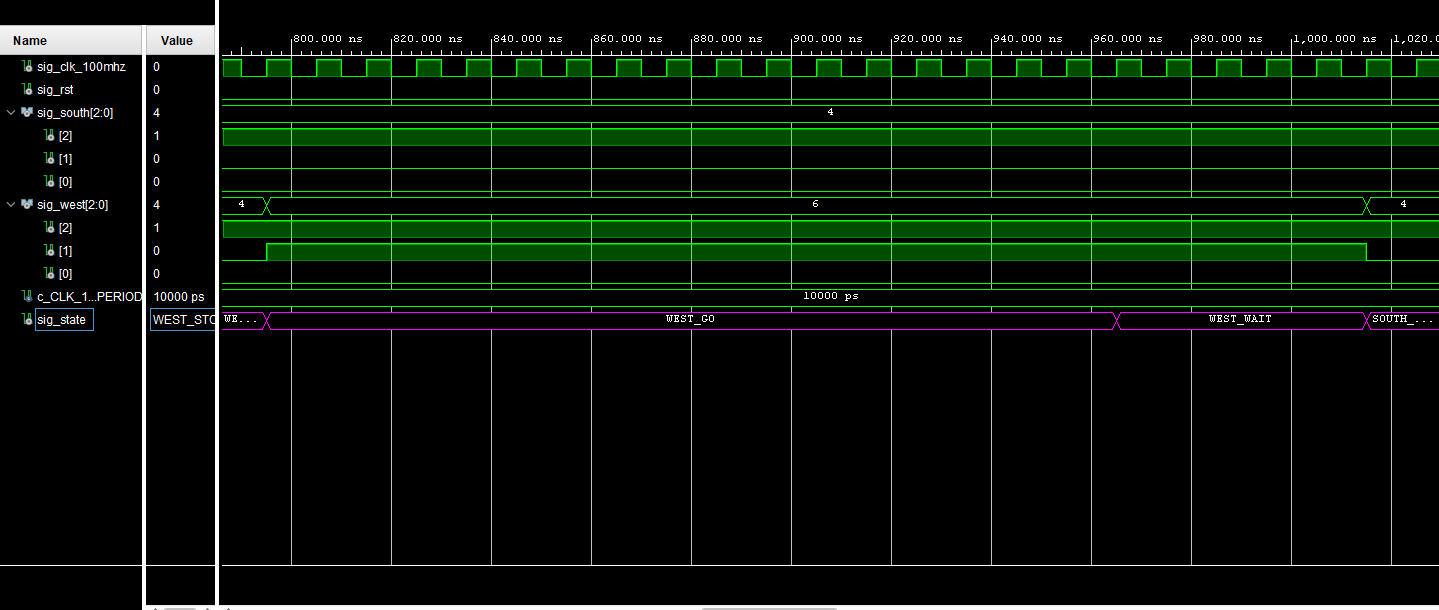 Name Value 800.000 ns 820.000 ns 840.000 ns 860.000 ns 880.000 ns 900.000 ns 920.000 ns 940.000 ns 960.000 ns 980.000 ns 1,000.000 ns 1,020.
sig_clk_100mhz 0
sig_rst 0
sig_south[2:0] 4 4
[2] 1
[1] 0
[0] 0
sig_west[2:0] 4 4 6 4
[2] 1
[1] 0
[0] 0
c_CLK_1...PERIOD 10000 ps 10000 ps
sig_state WEST_STO WE... WEST_GO WEST_WAIT SOUTH_...